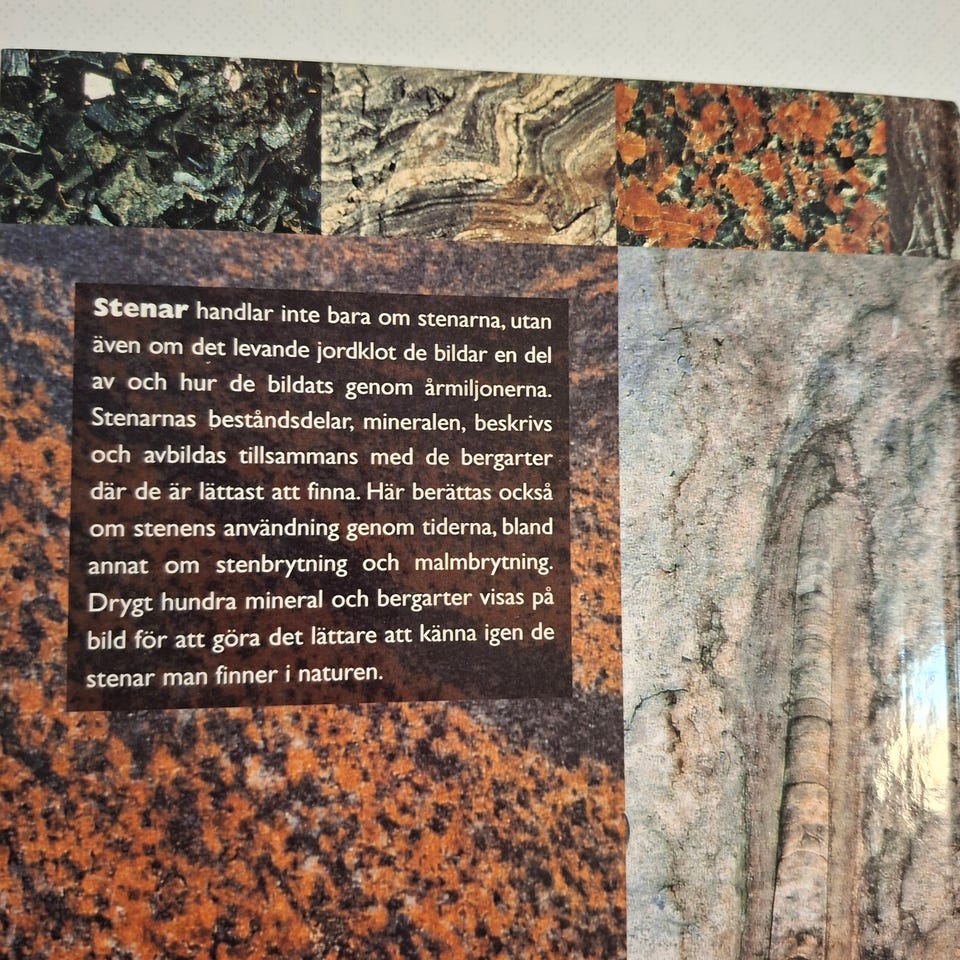 Stenar handlar inte bara om stenarna, utan
även om det levande jordklot de bildar en del
av och hur de bildats genom årmiljonerna.
Stenarnas beståndsdelar, mineralen, beskrivs
och avbildas tillsammans med de bergarter
där de är lättast att finna. Här berättas också
om stenens användning genom tiderna, bland
annat om stenbrytning och malmbrytning.
Drygt hundra mineral och bergarter visas på
bild för att göra det lättare att känna igen de
stenar man finner i naturen.